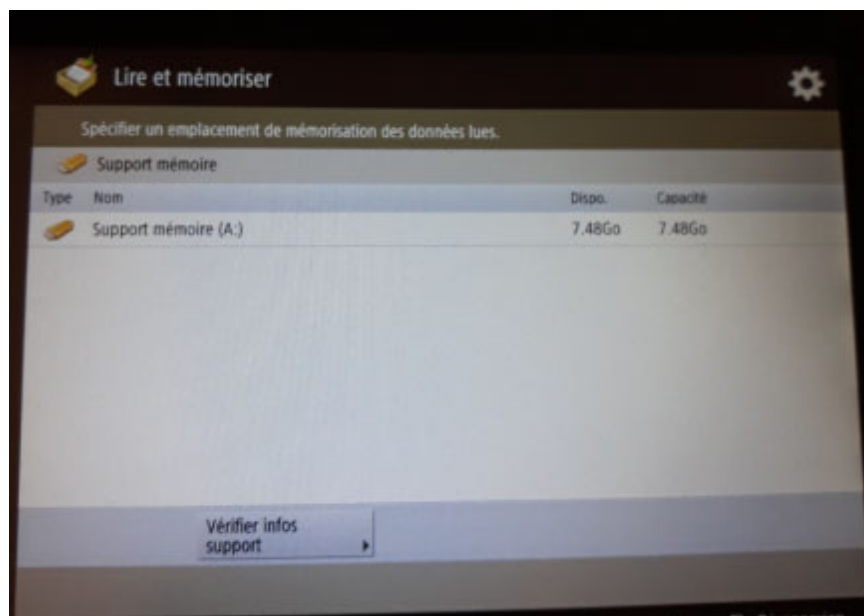 Lire et mémoriser
Spécifier un emplacement de mémorisation des données lues.
Support mémoire
Type Nom Dispo. Capacité
Support mémoire (A:) 7.48Go 7.48Go
Vérifier infos
support